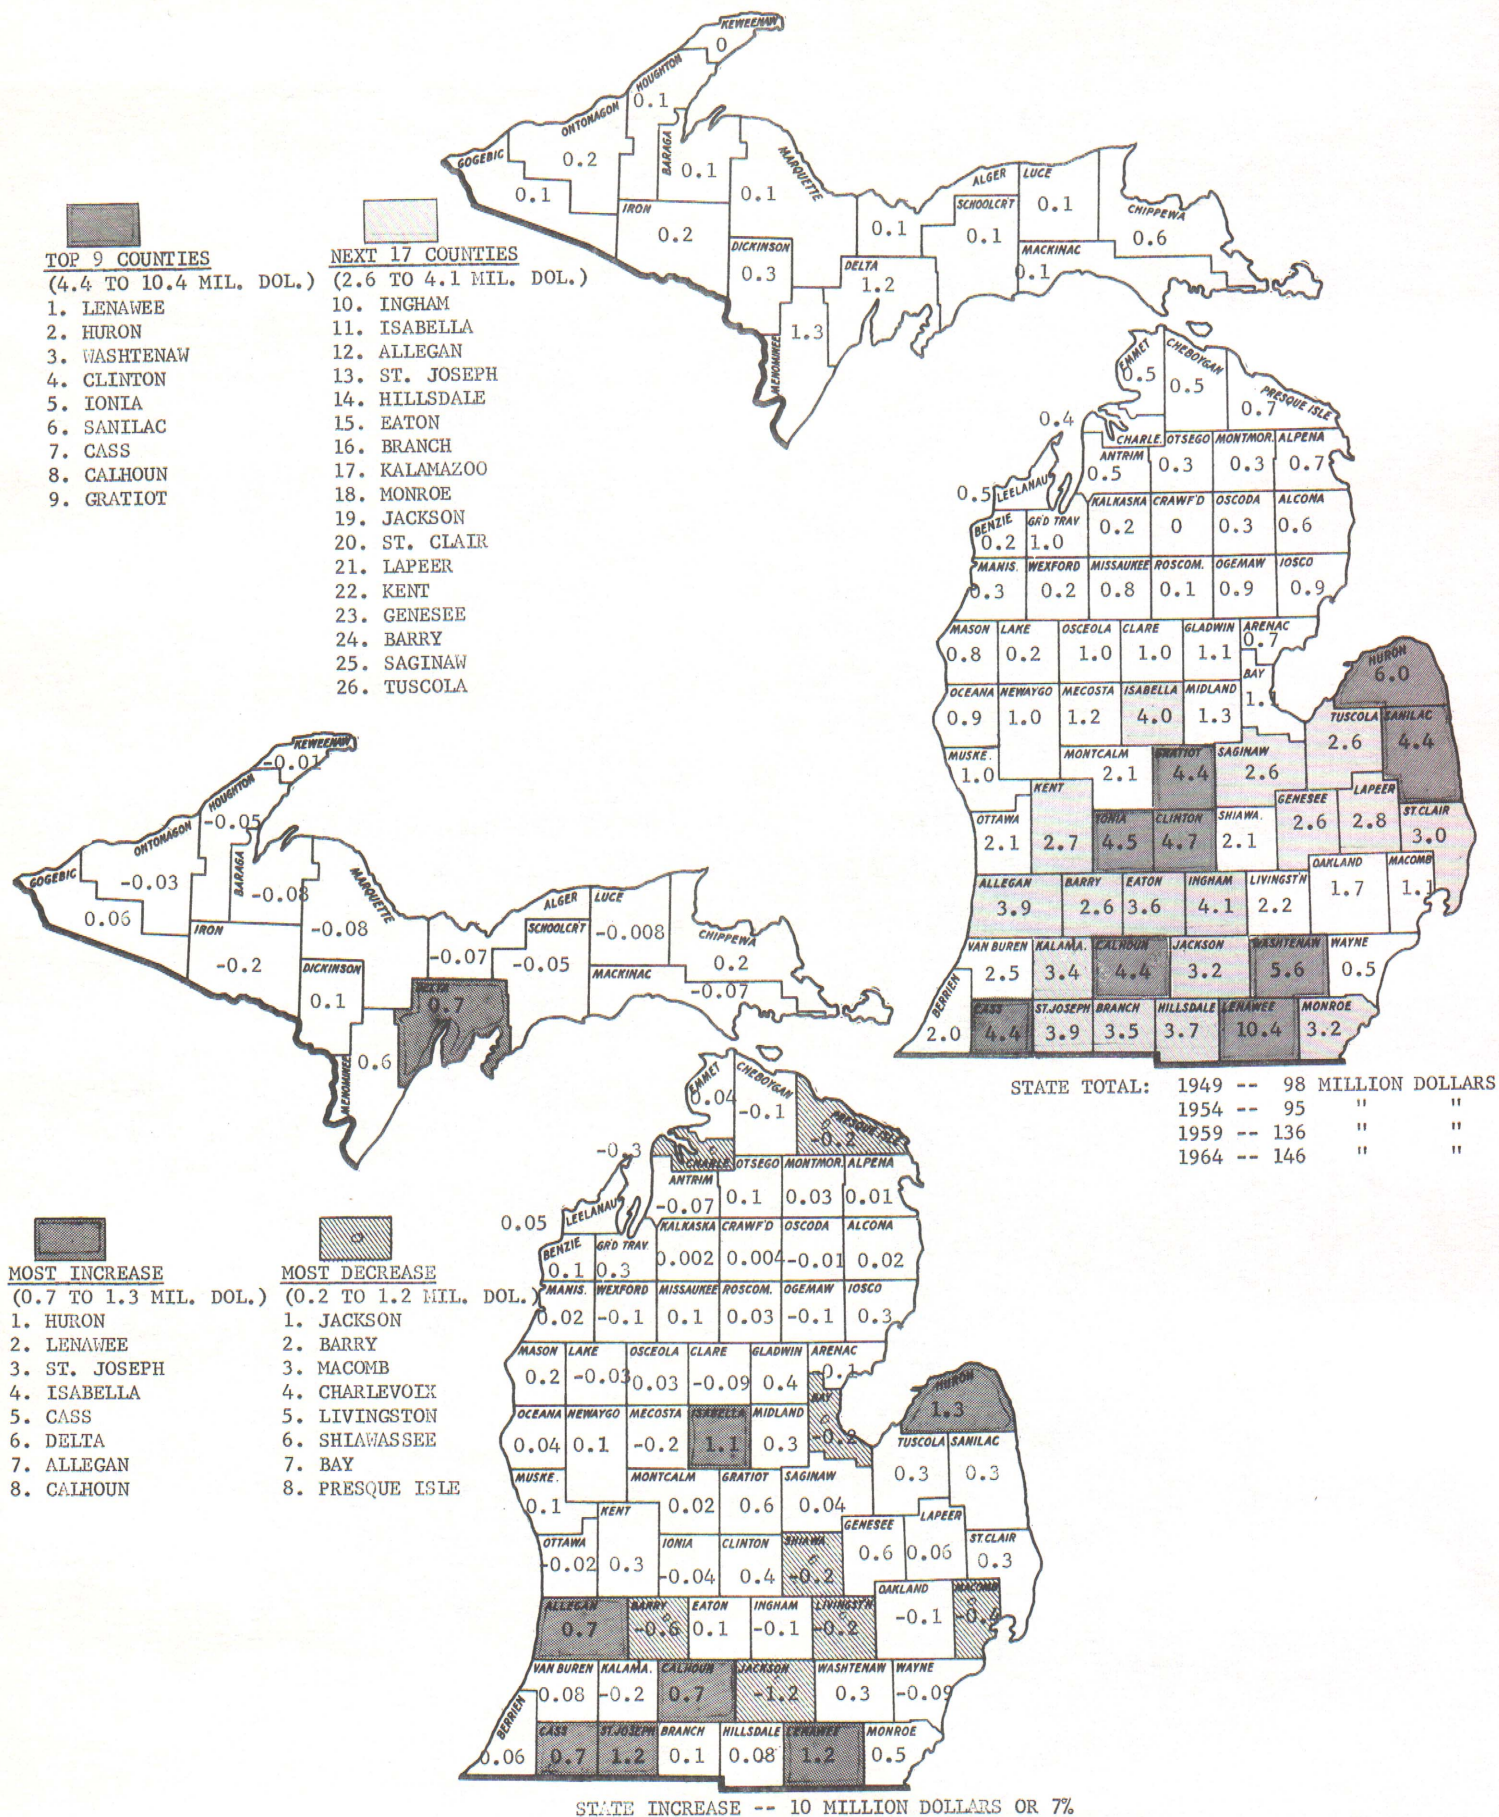 KEWEENAW
0
HOUGHTON
0.1
ONTONAGON
0.2
GOGEBIC
0.1
BARAGA
0.1
MARQUETTE
0.1
IRON
0.2
DICKINSON
0.3
ALGER
0.1
SCHOOLCRT
0.1
LUCE
0.1
CHIPPEWA
0.6
MACKINAC
0.1
DELTA
1.2
MENOMINEE
1.3
TOP 9 COUNTIES
(4.4 TO 10.4 MIL. DOL.)
1. LENAWEE
2. HURON
3. WASHTENAW
4. CLINTON
5. IONIA
6. SANILAC
7. CASS
8. CALHOUN
9. GRATIOT
NEXT 17 COUNTIES
(2.6 TO 4.1 MIL. DOL.)
10. INGHAM
11. ISABELLA
12. ALLEGAN
13. ST. JOSEPH
14. HILLSDALE
15. EATON
16. BRANCH
17. KALAMAZOO
18. MONROE
19. JACKSON
20. ST. CLAIR
21. LAPEER
22. KENT
23. GENESEE
24. BARRY
25. SAGINAW
26. TUSCOLA
EMMET CHEBOYGAN PRESQUE ISLE
0.5 0.5 0.7
0.4
CHARLE. OTSEGO MONTMOR. ALPENA
ANTRIM
0.5 0.3 0.3 0.7
0.5 LEELANAU
KALKASKA CRAWF'D OSCODA ALCONA
0.2 0 0.3 0.6
BENZIE GR'D TRAV
0.2 1.0
MANIS. WEXFORD MISSAUKEE ROSCOM. OGEMAW IOSCO
0.3 0.2 0.8 0.1 0.9 0.9
MASON LAKE OSCEOLA CLARE GLADWIN ARENAC
0.8 0.2 1.0 1.0 1.1 0.7
HURON
6.0
BAY
1.1
OCEANA NEWAYGO MECOSTA ISABELLA MIDLAND
0.9 1.0 1.2 4.0 1.3
TUSCOLA SANILAC
2.6 4.4
MUSKE. MONTCALM GRATIOT SAGINAW
1.0 2.1 4.4 2.6
KENT GENESEE LAPEER
2.7 2.6 2.8
OTTAWA IONIA CLINTON SHIAWA. ST.CLAIR
2.1 4.5 4.7 2.1 3.0
OAKLAND MACOMB
1.7 1.1
ALLEGAN BARRY EATON INGHAM LIVINGST'N
3.9 2.6 3.6 4.1 2.2
VAN BUREN KALAMA. CALHOUN JACKSON WASHTENAW WAYNE
2.5 3.4 4.4 3.2 5.6 0.5
BERRIEN CASS ST.JOSEPH BRANCH HILLSDALE LENAWEE MONROE
2.0 4.4 3.9 3.5 3.7 10.4 3.2
STATE TOTAL: 1949 -- 98 MILLION DOLLARS
1954 -- 95 " "
1959 -- 136 " "
1964 -- 146 " "
KEWEENAW
-0.01
HOUGHTON
-0.05
ONTONAGON
-0.03
GOGEBIC
0.06
BARAGA
-0.08
MARQUETTE
-0.08
IRON
-0.2
DICKINSON
0.1
ALGER
-0.07
SCHOOLCRT
-0.05
LUCE
-0.008
CHIPPEWA
0.2
MACKINAC
-0.07
DELTA
0.7
MENOMINEE
0.6
MOST INCREASE
(0.7 TO 1.3 MIL. DOL.)
1. HURON
2. LENAWEE
3. ST. JOSEPH
4. ISABELLA
5. CASS
6. DELTA
7. ALLEGAN
8. CALHOUN
MOST DECREASE
(0.2 TO 1.2 MIL. DOL.)
1. JACKSON
2. BARRY
3. MACOMB
4. CHARLEVOIX
5. LIVINGSTON
6. SHIAWASSEE
7. BAY
8. PRESQUE ISLE
EMMET CHEBOYGAN PRESQUE ISLE
0.04 -0.1 -0.2
-0.3
CHARLE. OTSEGO MONTMOR. ALPENA
ANTRIM
-0.07 0.1 0.03 0.01
0.05 LEELANAU
KALKASKA CRAWF'D OSCODA ALCONA
0.002 0.004 -0.01 0.02
BENZIE GR'D TRAV
0.1 0.3
MANIS. WEXFORD MISSAUKEE ROSCOM. OGEMAW IOSCO
0.02 -0.1 0.1 0.03 -0.1 0.3
MASON LAKE OSCEOLA CLARE GLADWIN ARENAC
0.2 -0.03 0.03 -0.09 0.4 -0.1
HURON
1.3
BAY
-0.2
OCEANA NEWAYGO MECOSTA ISABELLA MIDLAND
0.04 0.1 -0.2 1.1 0.3
TUSCOLA SANILAC
0.3 0.3
MUSKE. MONTCALM GRATIOT SAGINAW
0.1 0.02 0.6 0.04
KENT GENESEE LAPEER
0.3 0.6 0.06
OTTAWA IONIA CLINTON SHIAWA. ST.CLAIR
-0.02 -0.04 0.4 -0.2 0.3
OAKLAND MACOMB
-0.1 -0.4
ALLEGAN BARRY EATON INGHAM LIVINGST'N
0.7 -0.6 0.1 -0.1 -0.2
VAN BUREN KALAMA. CALHOUN JACKSON WASHTENAW WAYNE
0.08 -0.2 0.7 -1.2 0.3 -0.09
BERRIEN CASS ST.JOSEPH BRANCH HILLSDALE LENAWEE MONROE
0.06 0.7 1.2 0.1 0.08 1.2 0.5
STATE INCREASE -- 10 MILLION DOLLARS OR 7%